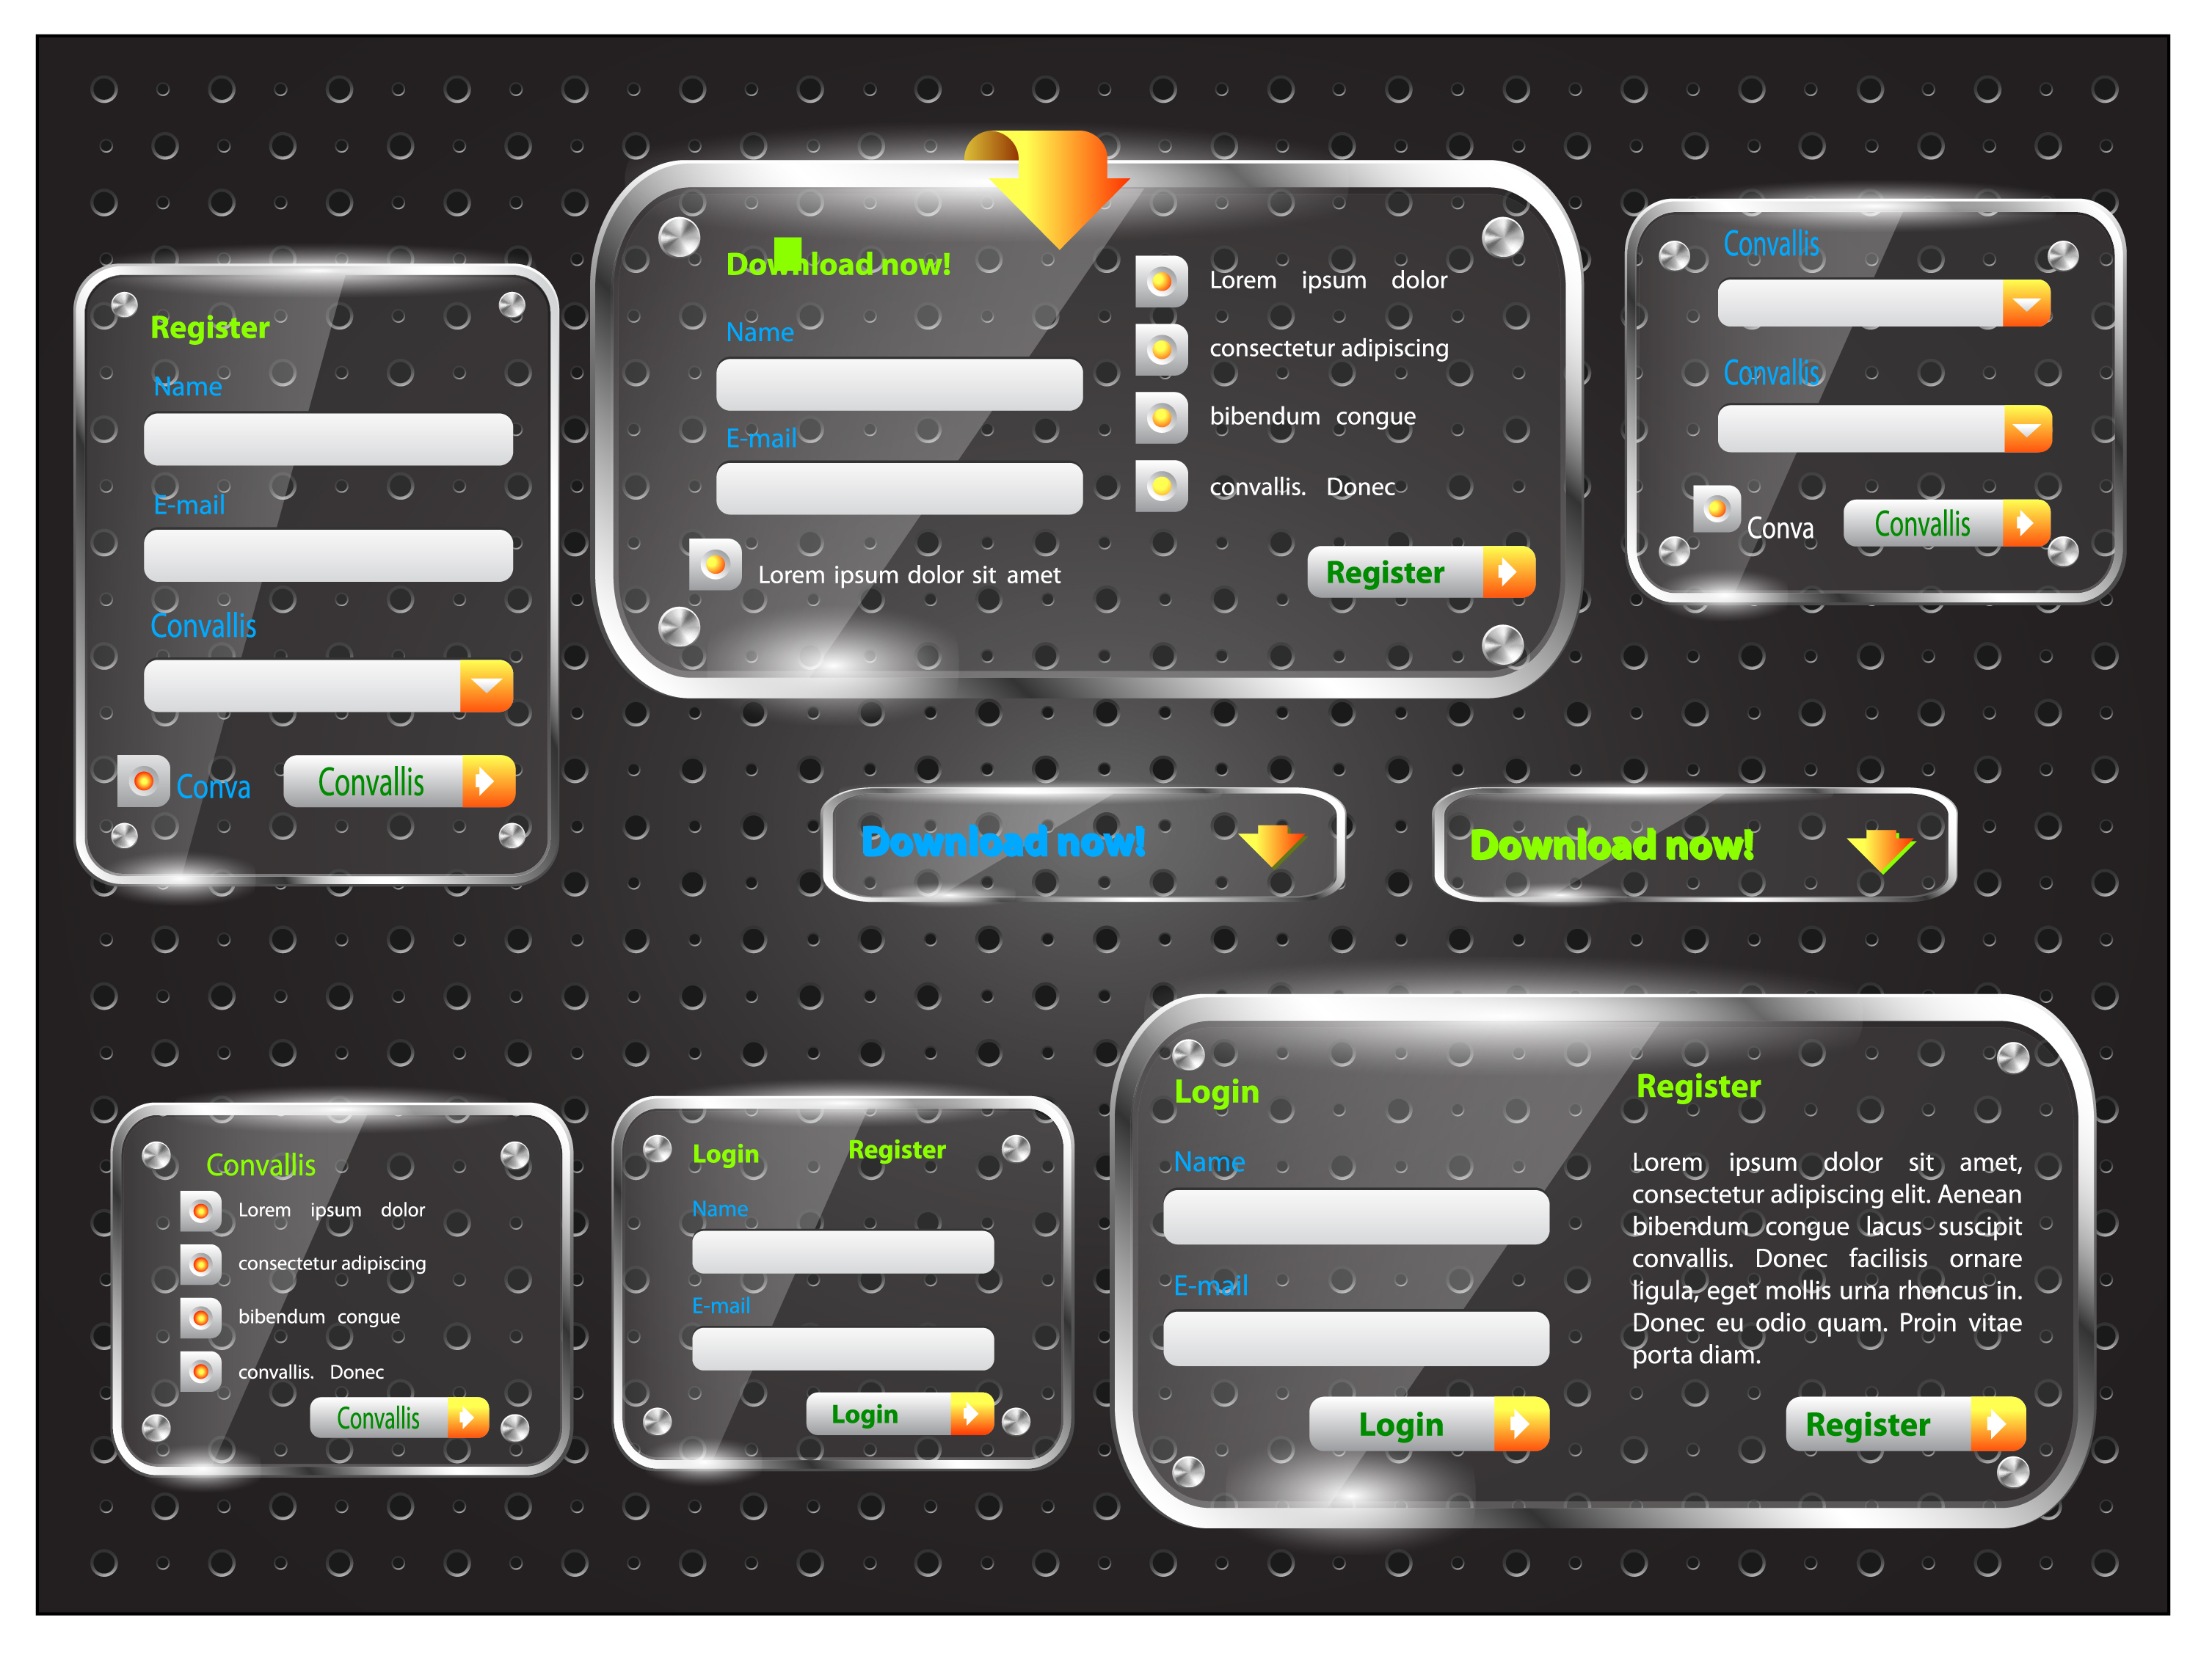 Register
Name
E-mail
Convallis
Conva
Convallis
Download now!
Name
E-mail
Lorem ipsum dolor sit amet
Lorem ipsum dolor
consectetur adipiscing
bibendum congue
convallis. Donec
Register
Convallis
Convallis
Conva
Convallis
Download now!
Download now!
Convallis
Lorem ipsum dolor
consectetur adipiscing
bibendum congue
convallis. Donec
Convallis
Login
Register
Name
E-mail
Login
Login
Name
E-mail
Login
Register
Lorem ipsum dolor sit amet,
consectetur adipiscing elit. Aenean
bibendum congue lacus suscipit
convallis. Donec facilisis ornare
ligula, eget mollis urna rhoncus in.
Donec eu odio quam. Proin vitae
porta diam.
Register